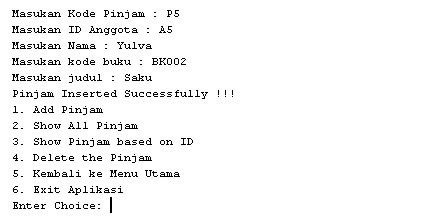 Masukan Kode Pinjam : P5
Masukan ID Anggota : A5
Masukan Nama : Yulva
Masukan kode buku : BK002
Masukan judul : Saku
Pinjam Inserted Successfully !!!
1. Add Pinjam
2. Show All Pinjam
3. Show Pinjam based on ID
4. Delete the Pinjam
5. Kembali ke Menu Utama
6. Exit Aplikasi
Enter Choice: